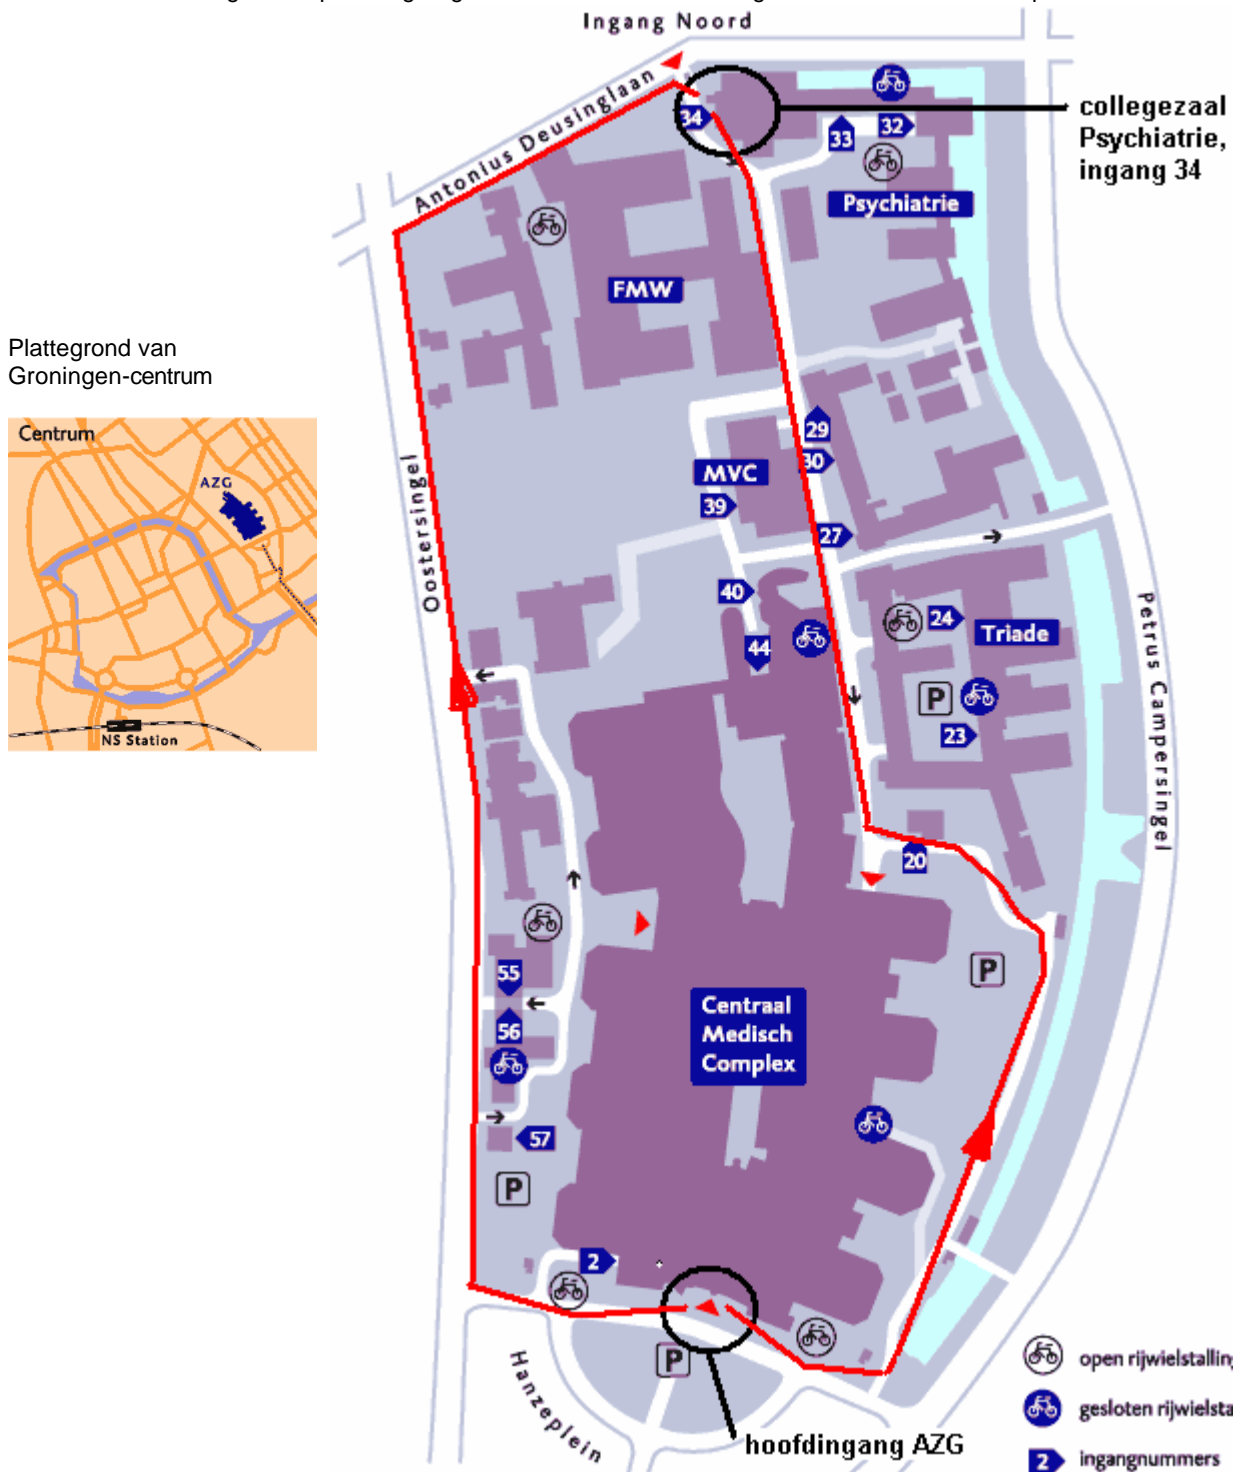 Ingang Noord
Antonius Deusinglaan
34
33
32
collegezaal
Psychiatrie,
ingang 34
Psychiatrie
FMW
Plattegrond van
Groningen-centrum
Centrum
AZG
NS Station
Oostersingel
29
30
MVC
39
27
40
44
24
Triade
P
23
Petrus Campersingel
20
P
55
56
57
Centraal
Medisch
Complex
P
2
P
Hanzeplein
hoofdingang AZG
open rijwielstalling
gesloten rijwielsta
2 ingangnummers